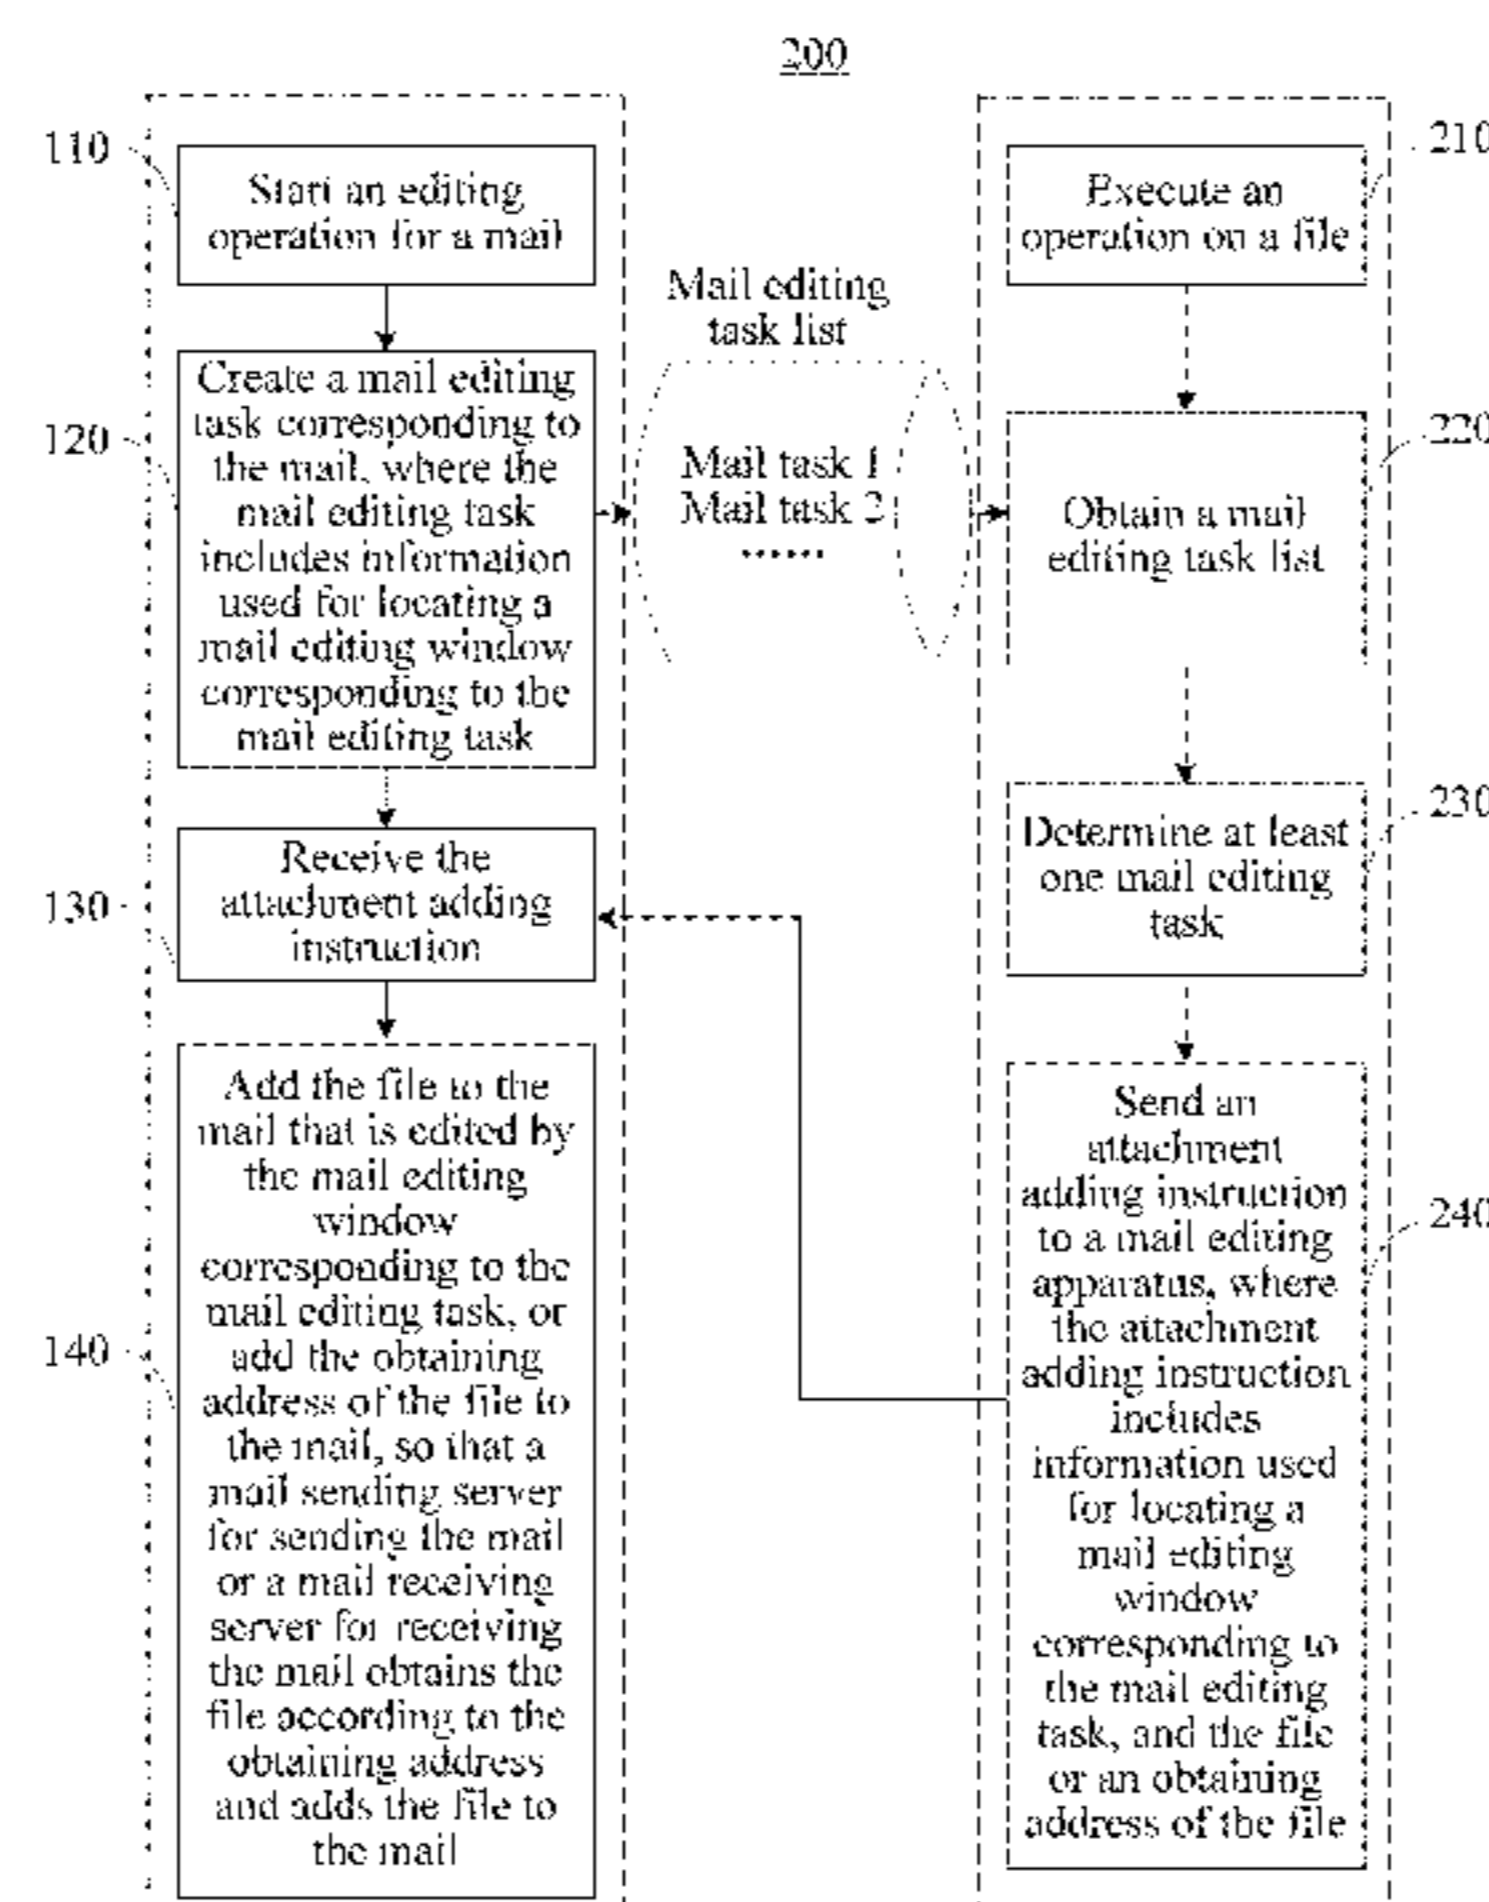 200
110
Start an editing
operation for a mail
120
Create a mail editing
task corresponding to
the mail, where the
mail editing task
includes information
used for locating a
mail editing window
corresponding to the
mail editing task
130
Receive the
attachment adding
instruction
140
Add the file to the
mail that is edited by
the mail editing
window
corresponding to the
mail editing task, or
add the obtaining
address of the file to
the mail, so that a
mail sending server
for sending the mail
or a mail receiving
server for receiving
the mail obtains the
file according to the
obtaining address
and adds the file to
the mail
Mail editing
task list
Mail task 1
Mail task 2
······
210
Execute an
operation on a file
220
Obtain a mail
editing task list
230
Determine at least
one mail editing
task
240
Send an
attachment
adding instruction
to a mail editing
apparatus, where
the attachment
adding instruction
includes
information used
for locating a
mail editing
window
corresponding to
the mail editing
task, and the file
or an obtaining
address of the file